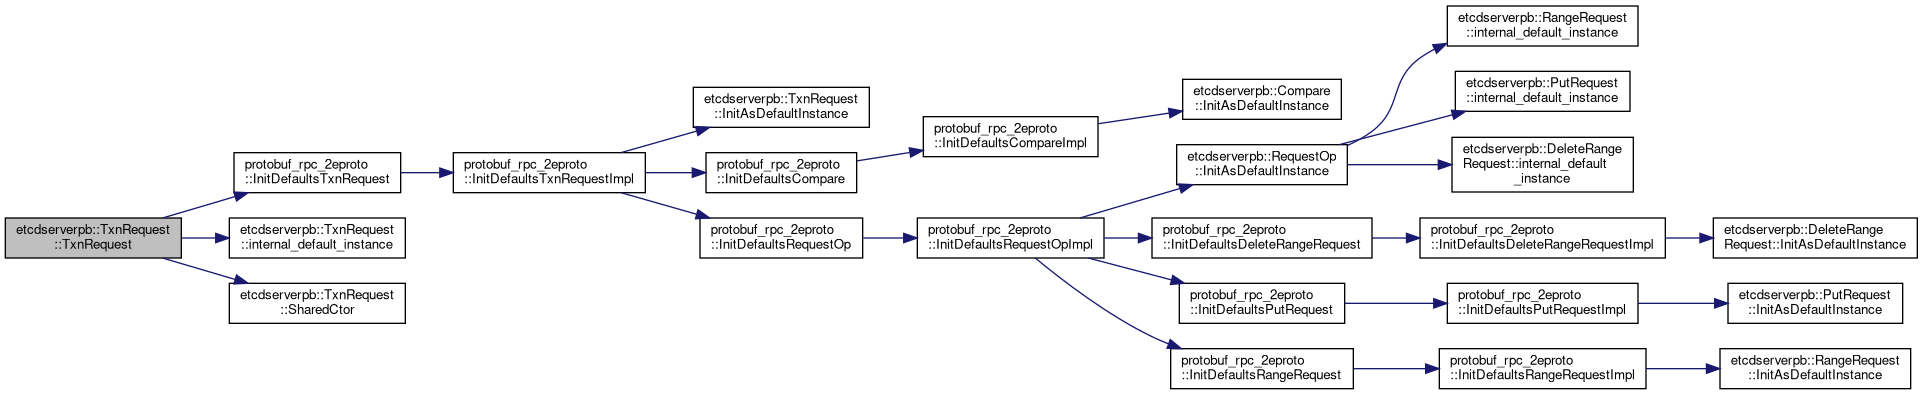 etcdserverpb::TxnRequest
::TxnRequest
protobuf_rpc_2eproto
::InitDefaultsTxnRequest
etcdserverpb::TxnRequest
::internal_default_instance
etcdserverpb::TxnRequest
::SharedCtor
protobuf_rpc_2eproto
::InitDefaultsTxnRequestImpl
etcdserverpb::TxnRequest
::InitAsDefaultInstance
protobuf_rpc_2eproto
::InitDefaultsCompare
protobuf_rpc_2eproto
::InitDefaultsRequestOp
protobuf_rpc_2eproto
::InitDefaultsCompareImpl
protobuf_rpc_2eproto
::InitDefaultsRequestOpImpl
etcdserverpb::Compare
::InitAsDefaultInstance
etcdserverpb::RequestOp
::InitAsDefaultInstance
protobuf_rpc_2eproto
::InitDefaultsDeleteRangeRequest
protobuf_rpc_2eproto
::InitDefaultsPutRequest
protobuf_rpc_2eproto
::InitDefaultsRangeRequest
etcdserverpb::RangeRequest
::internal_default_instance
etcdserverpb::PutRequest
::internal_default_instance
etcdserverpb::DeleteRange
Request::internal_default
_instance
protobuf_rpc_2eproto
::InitDefaultsDeleteRangeRequestImpl
protobuf_rpc_2eproto
::InitDefaultsPutRequestImpl
protobuf_rpc_2eproto
::InitDefaultsRangeRequestImpl
etcdserverpb::DeleteRange
Request::InitAsDefaultInstance
etcdserverpb::PutRequest
::InitAsDefaultInstance
etcdserverpb::RangeRequest
::InitAsDefaultInstance